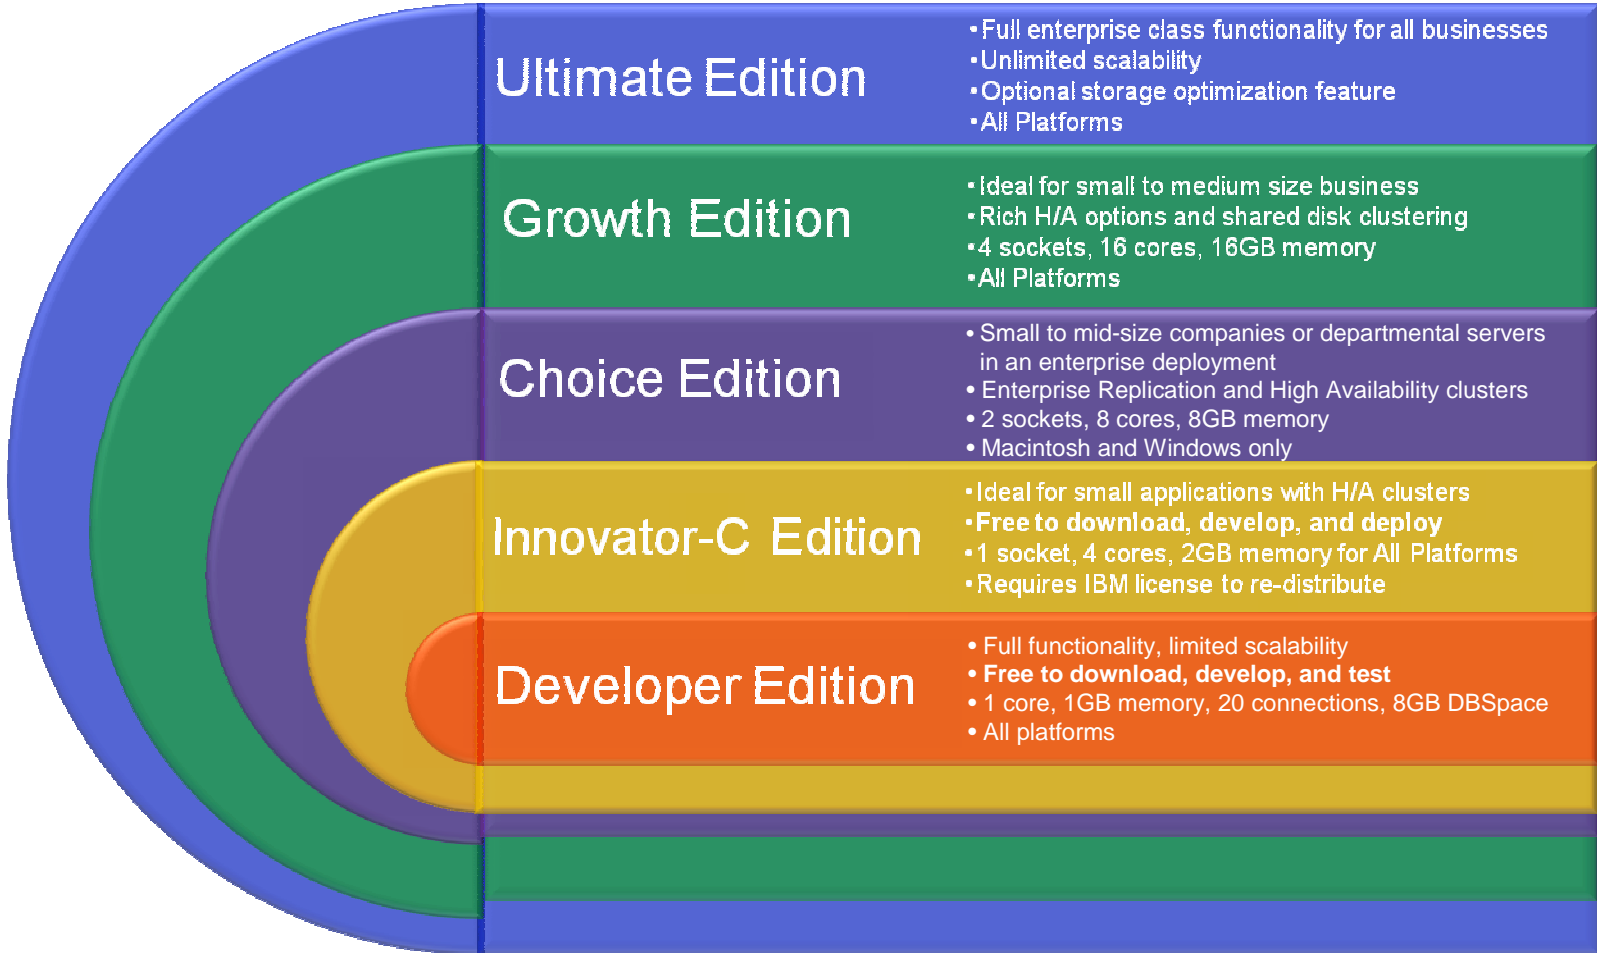 Ultimate Edition
• Full enterprise class functionality for all businesses
• Unlimited scalability
• Optional storage optimization feature
• All Platforms
Growth Edition
• Ideal for small to medium size business
• Rich H/A options and shared disk clustering
• 4 sockets, 16 cores, 16GB memory
• All Platforms
Choice Edition
• Small to mid-size companies or departmental servers
in an enterprise deployment
• Enterprise Replication and High Availability clusters
• 2 sockets, 8 cores, 8GB memory
• Macintosh and Windows only
Innovator-C Edition
• Ideal for small applications with H/A clusters
• Free to download, develop, and deploy
• 1 socket, 4 cores, 2GB memory for All Platforms
• Requires IBM license to re-distribute
Developer Edition
• Full functionality, limited scalability
• Free to download, develop, and test
• 1 core, 1GB memory, 20 connections, 8GB DBSpace
• All platforms